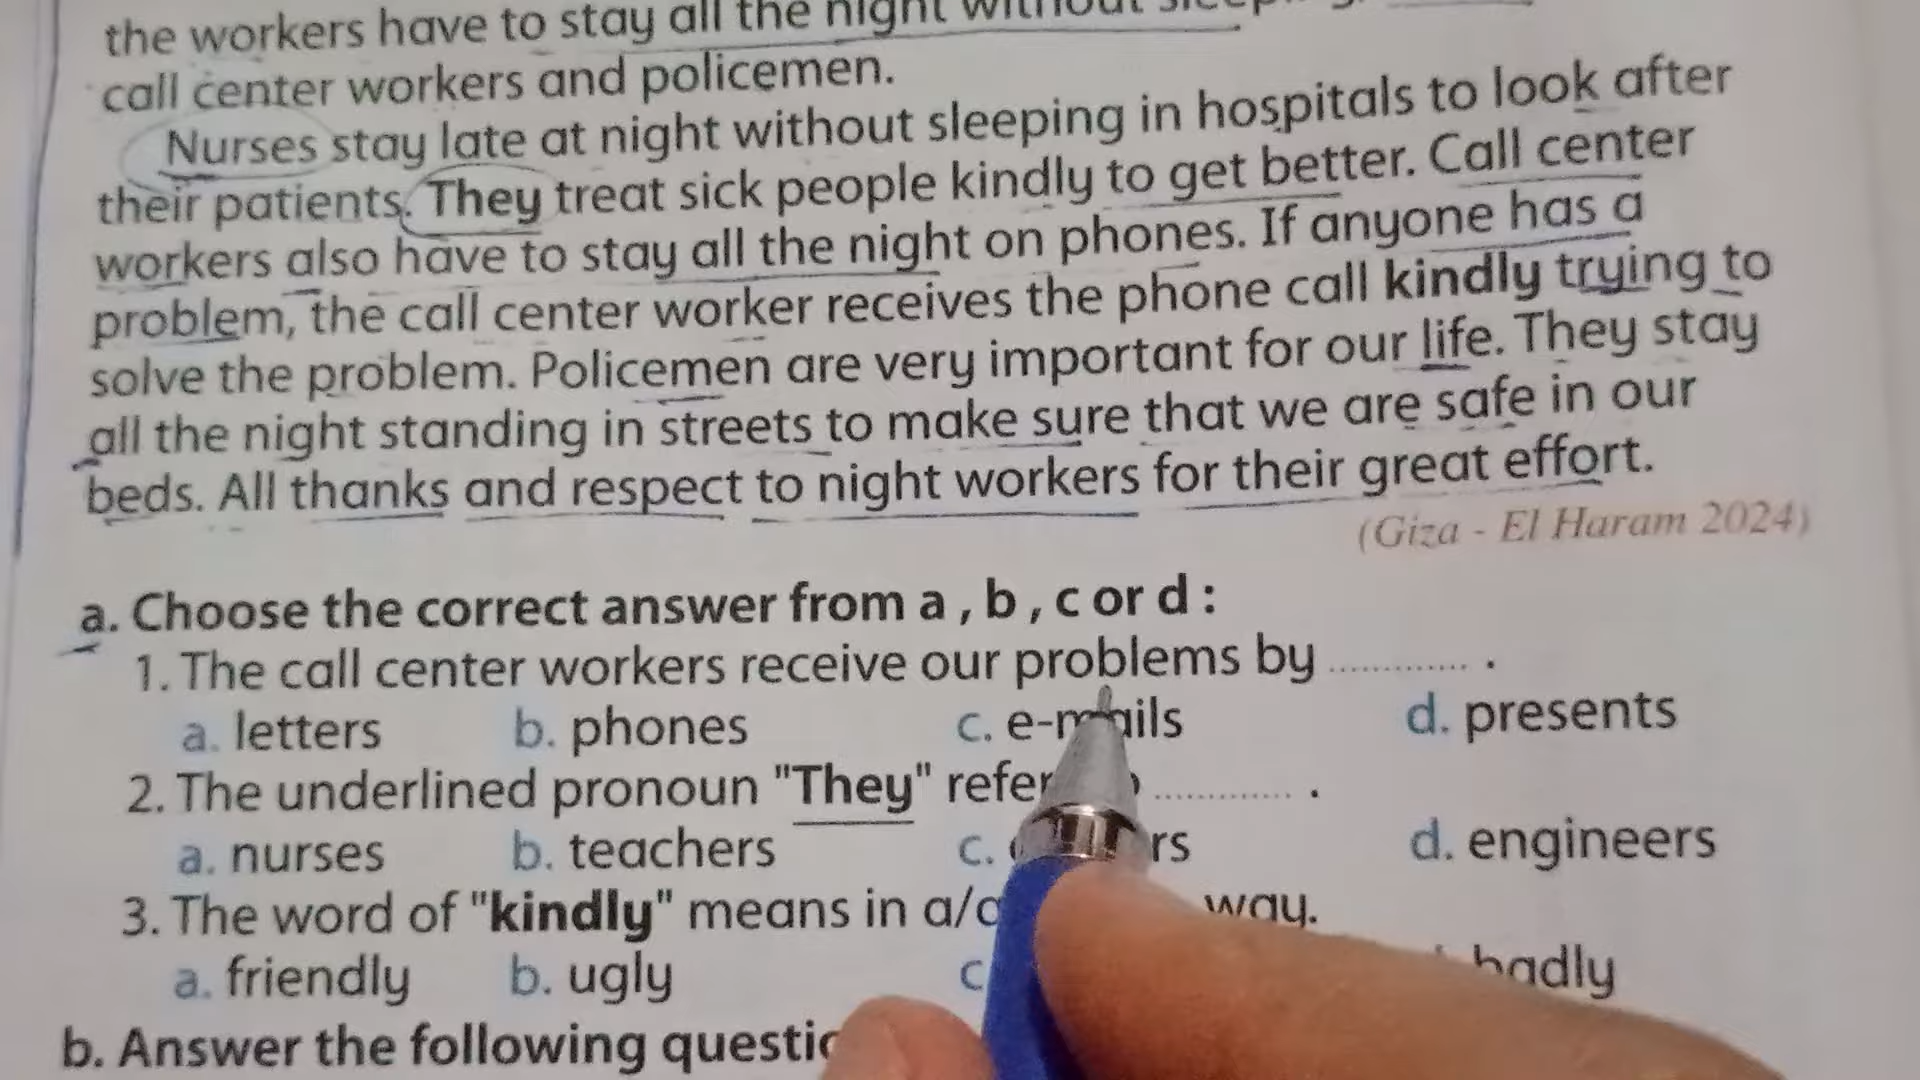 the workers have to stay all the night without
call center workers and policemen.
Nurses stay late at night without sleeping in hospitals to look after
their patients. They treat sick people kindly to get better. Call center
workers also have to stay all the night on phones. If anyone has a
problem, the call center worker receives the phone call kindly trying to
solve the problem. Policemen are very important for our life. They stay
all the night standing in streets to make sure that we are safe in our
beds. All thanks and respect to night workers for their great effort.
(Giza - El Haram 2024)
a. Choose the correct answer from a , b , c or d :
1. The call center workers receive our problems by ............. .
a. letters b. phones c. e-mails d. presents
2. The underlined pronoun "They" ............. .
a. nurses b. teachers c. d. engineers
3. The word of "kindly" means in way.
a. friendly b. ugly c badly
b. Answer the following